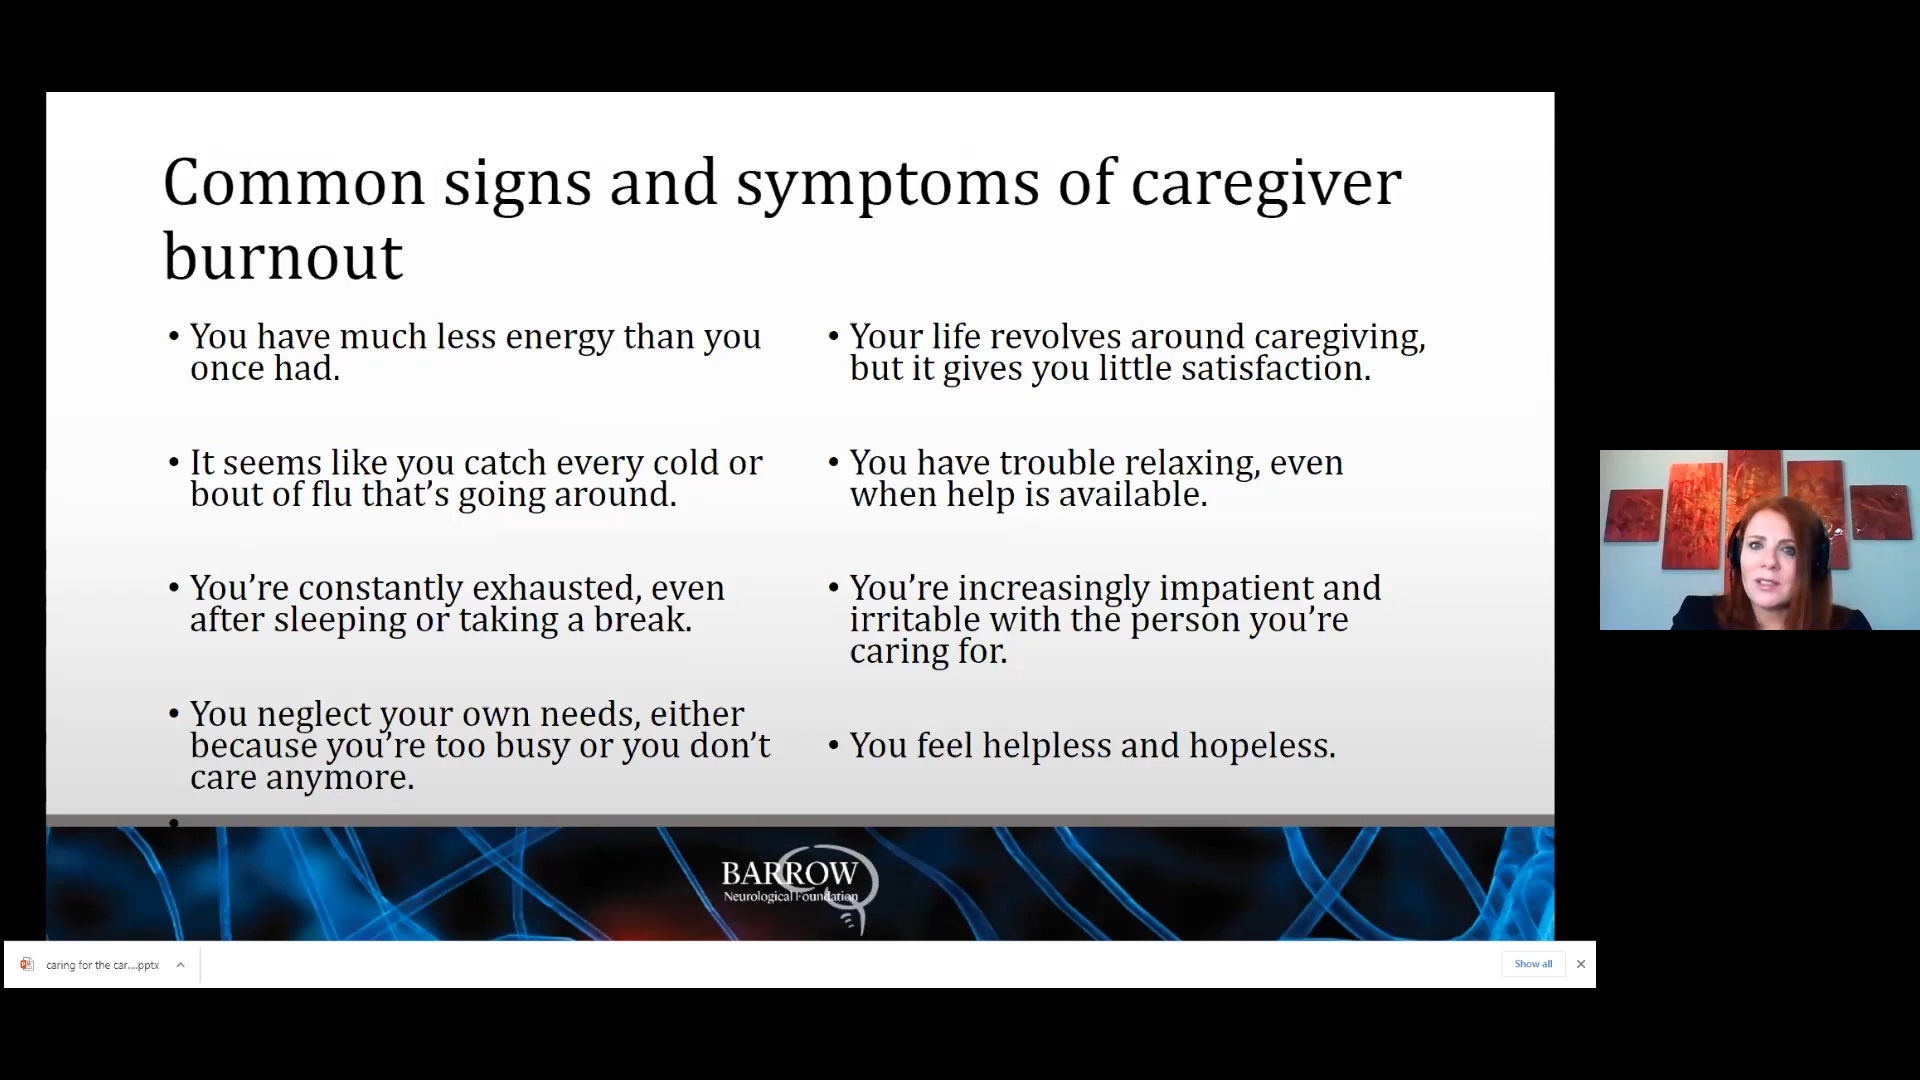 Common signs and symptoms of caregiver
burnout
• You have much less energy than you
once had.
• It seems like you catch every cold or
bout of flu that’s going around.
• You’re constantly exhausted, even
after sleeping or taking a break.
• You neglect your own needs, either
because you’re too busy or you don’t
care anymore.
•
• Your life revolves around caregiving,
but it gives you little satisfaction.
• You have trouble relaxing, even
when help is available.
• You’re increasingly impatient and
irritable with the person you’re
caring for.
• You feel helpless and hopeless.
BARROW
Neurological Foundation
caring for the car....pptx
Show all